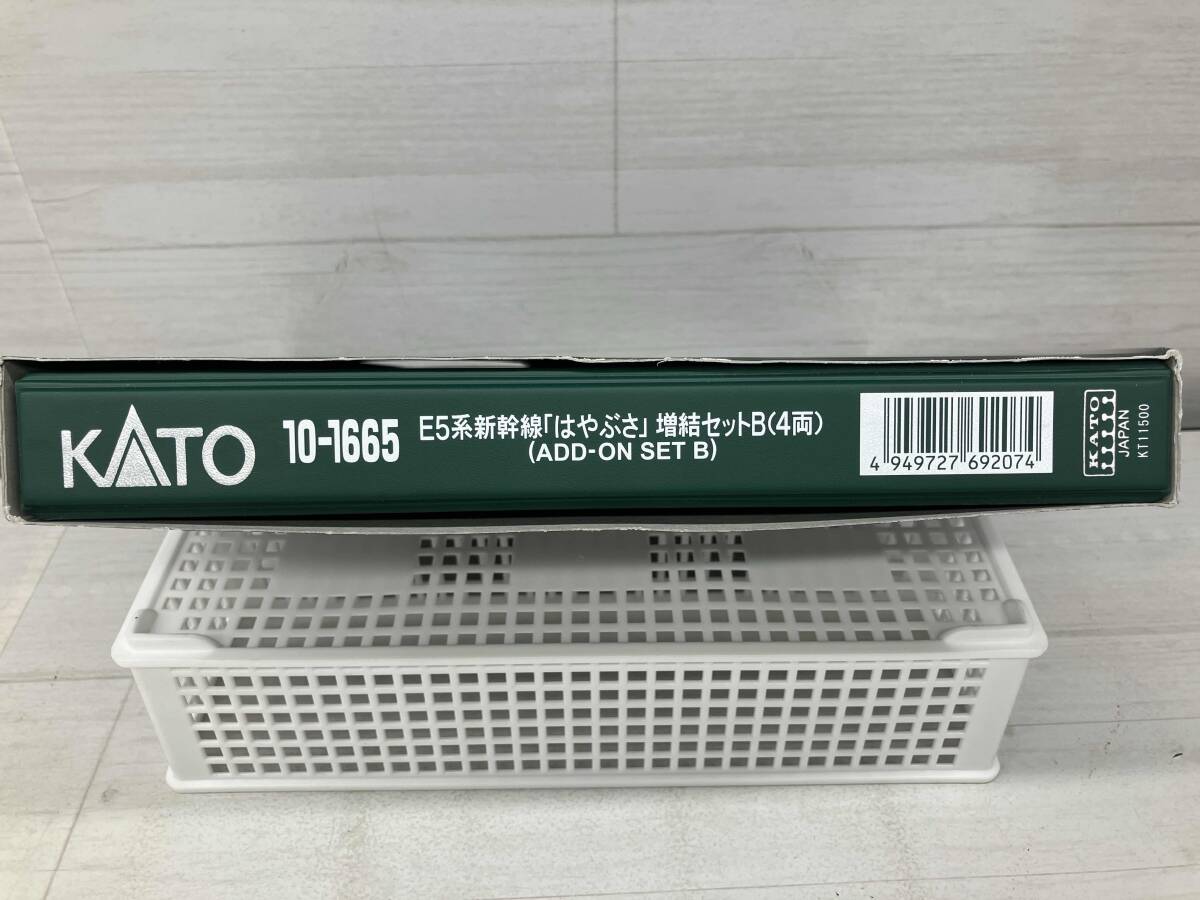 KATO
10-1665
E5系新幹線「はやぶさ」増結セットB(4両)
(ADD-ON SET B)
4 949727 692074
KATO
JAPAN
KT11500